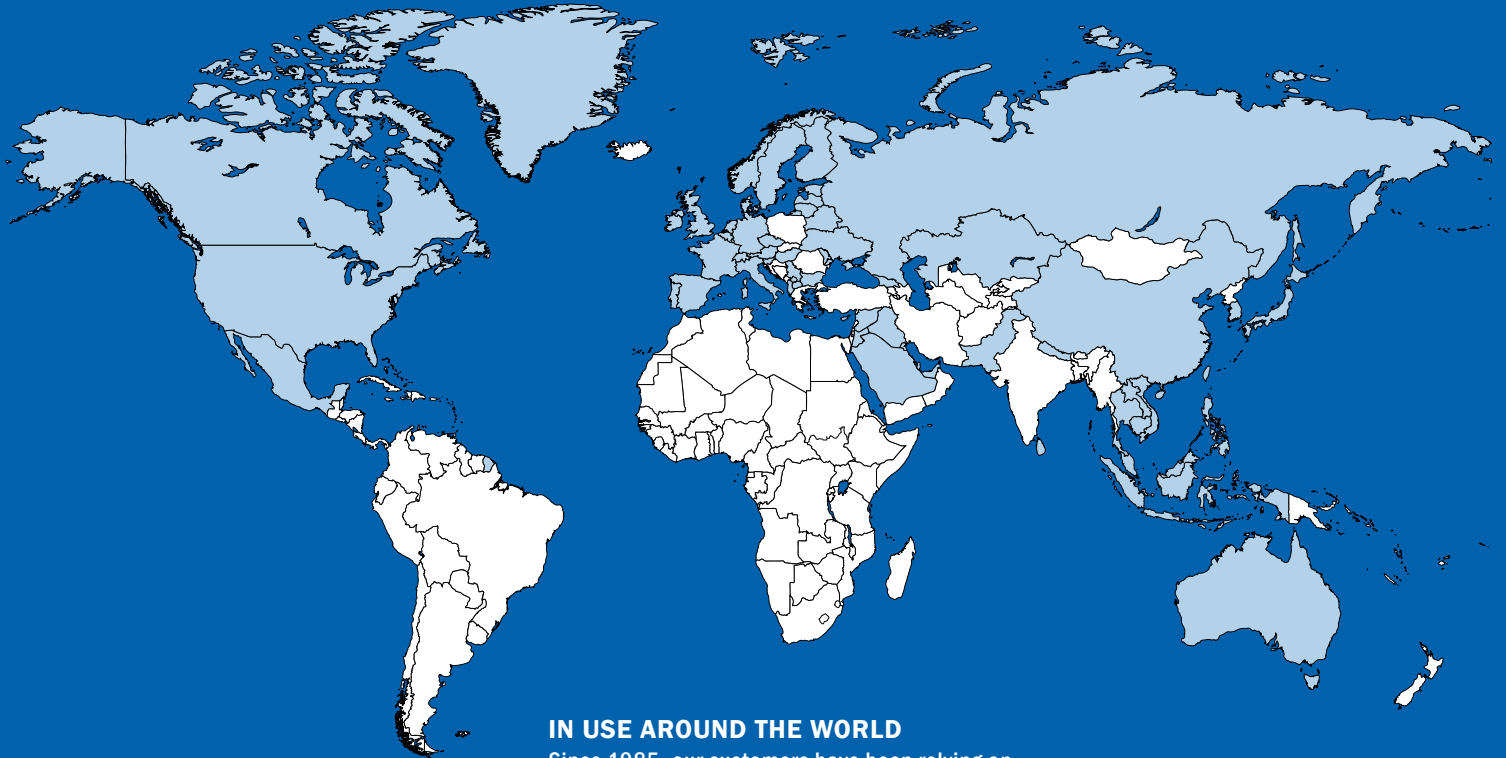 IN USE AROUND THE WORLD
Since 1985, our customers have been relying on